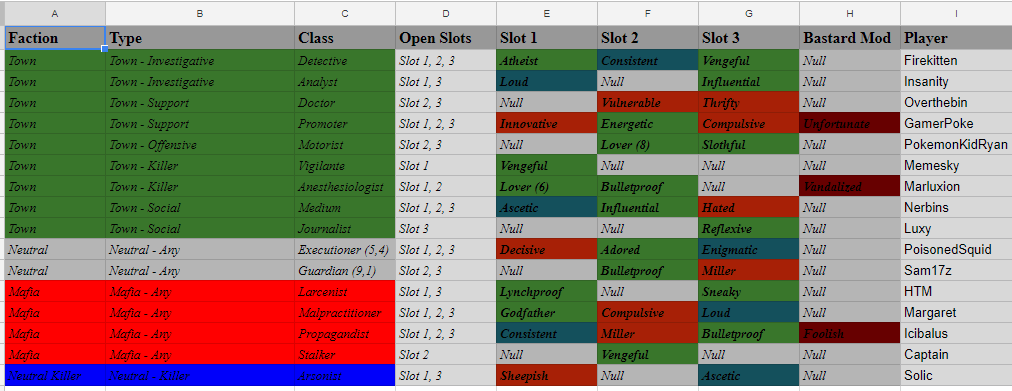 A B C D E F G H I
Faction Type Class Open Slots Slot 1 Slot 2 Slot 3 Bastard Mod Player
Town Town - Investigative Detective Slot 1, 2, 3 Atheist Consistent Vengeful Null Firekitten
Town Town - Investigative Analyst Slot 1, 3 Loud Null Influential Null Insanity
Town Town - Support Doctor Slot 2, 3 Null Vulnerable Thrifty Null Overthebin
Town Town - Support Promoter Slot 1, 2, 3 Innovative Energetic Compulsive Unfortunate GamerPoke
Town Town - Offensive Motorist Slot 2, 3 Null Lover (8) Slothful Null PokemonKidRyan
Town Town - Killer Vigilante Slot 1 Vengeful Null Null Null Memesky
Town Town - Killer Anesthesiologist Slot 1, 2 Lover (6) Bulletproof Null Vandalized Marluxion
Town Town - Social Medium Slot 1, 2, 3 Ascetic Influential Hated Null Nerbins
Town Town - Social Journalist Slot 3 Null Null Reflexive Null Luxy
Neutral Neutral - Any Executioner (5,4) Slot 1, 2, 3 Decisive Adored Enigmatic Null PoisonedSquid
Neutral Neutral - Any Guardian (9,1) Slot 2, 3 Null Bulletproof Miller Null Sam17z
Mafia Mafia - Any Larcenist Slot 1, 3 Lynchproof Null Sneaky Null HTM
Mafia Mafia - Any Malpractitioner Slot 1, 2, 3 Godfather Compulsive Loud Null Margaret
Mafia Mafia - Any Propagandist Slot 1, 2, 3 Consistent Miller Bulletproof Foolish Icibalus
Mafia Mafia - Any Stalker Slot 2 Null Vengeful Null Null Captain
Neutral Killer Neutral - Killer Arsonist Slot 1, 3 Sheepish Null Ascetic Null Solic